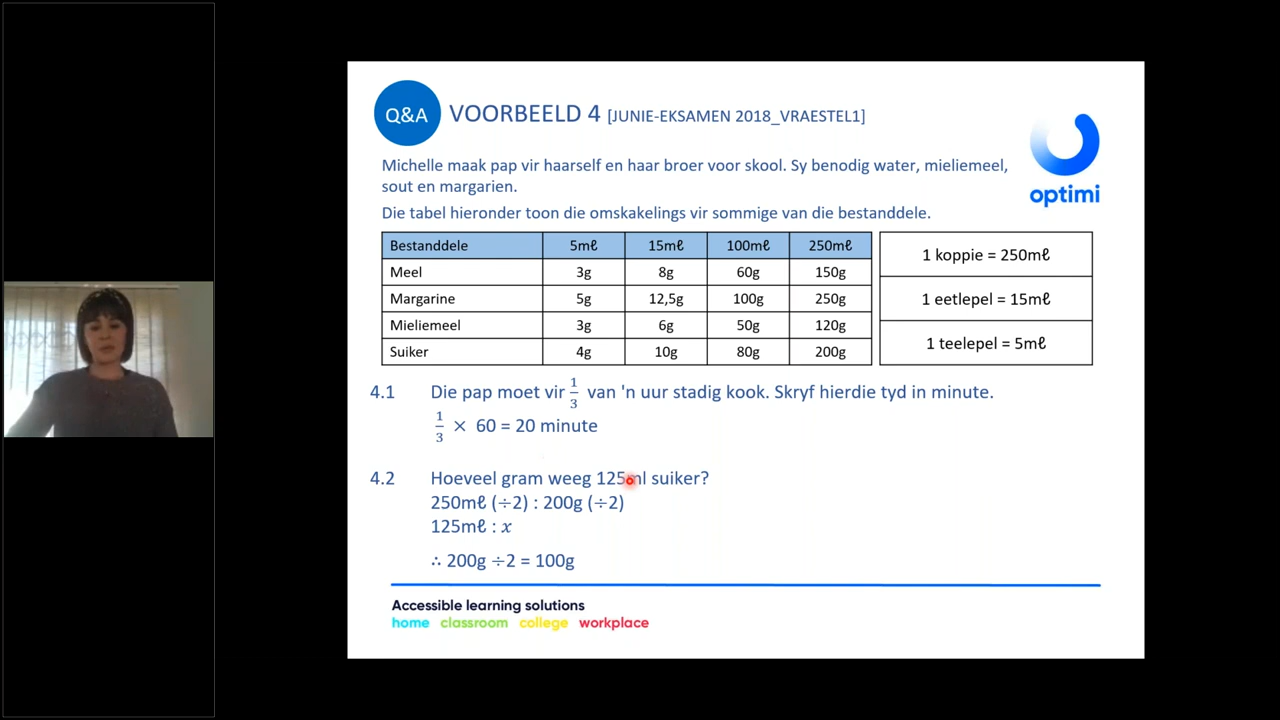 Q&A
VOORBEELD 4 [JUNIE-EKSAMEN 2018_VRAESTEL1]
optimi
Michelle maak pap vir haarself en haar broer voor skool. Sy benodig water, mieliemeel,
sout en margarien.
Die tabel hieronder toon die omskakelings vir sommige van die bestanddele.
Bestanddele 5mℓ 15mℓ 100mℓ 250mℓ
Meel 3g 8g 60g 150g
Margarine 5g 12,5g 100g 250g
Mieliemeel 3g 6g 50g 120g
Suiker 4g 10g 80g 200g
1 koppie = 250mℓ
1 eetlepel = 15mℓ
1 teelepel = 5mℓ
4.1 Die pap moet vir 1/3 van 'n uur stadig kook. Skryf hierdie tyd in minute.
1/3 × 60 = 20 minute
4.2 Hoeveel gram weeg 125ml suiker?
250mℓ (÷2) : 200g (÷2)
125mℓ : x
∴ 200g ÷2 = 100g
Accessible learning solutions
home classroom college workplace